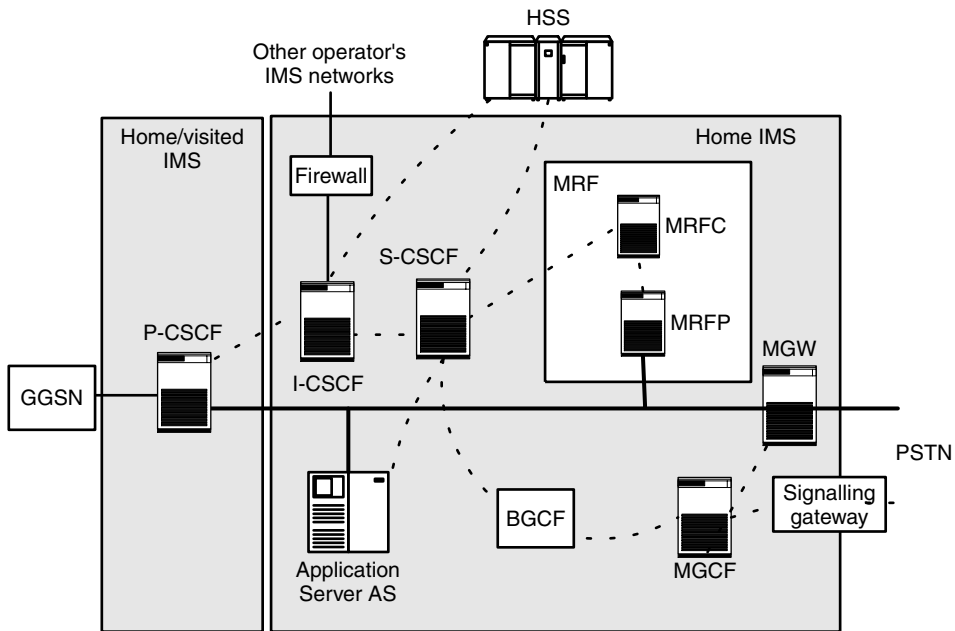 HSS
Other operator's
IMS networks
Home/visited
IMS
Home IMS
Firewall
MRF
MRFC
S-CSCF
MRFP
P-CSCF
MGW
I-CSCF
GGSN
PSTN
Signalling
gateway
BGCF
Application
Server AS
MGCF